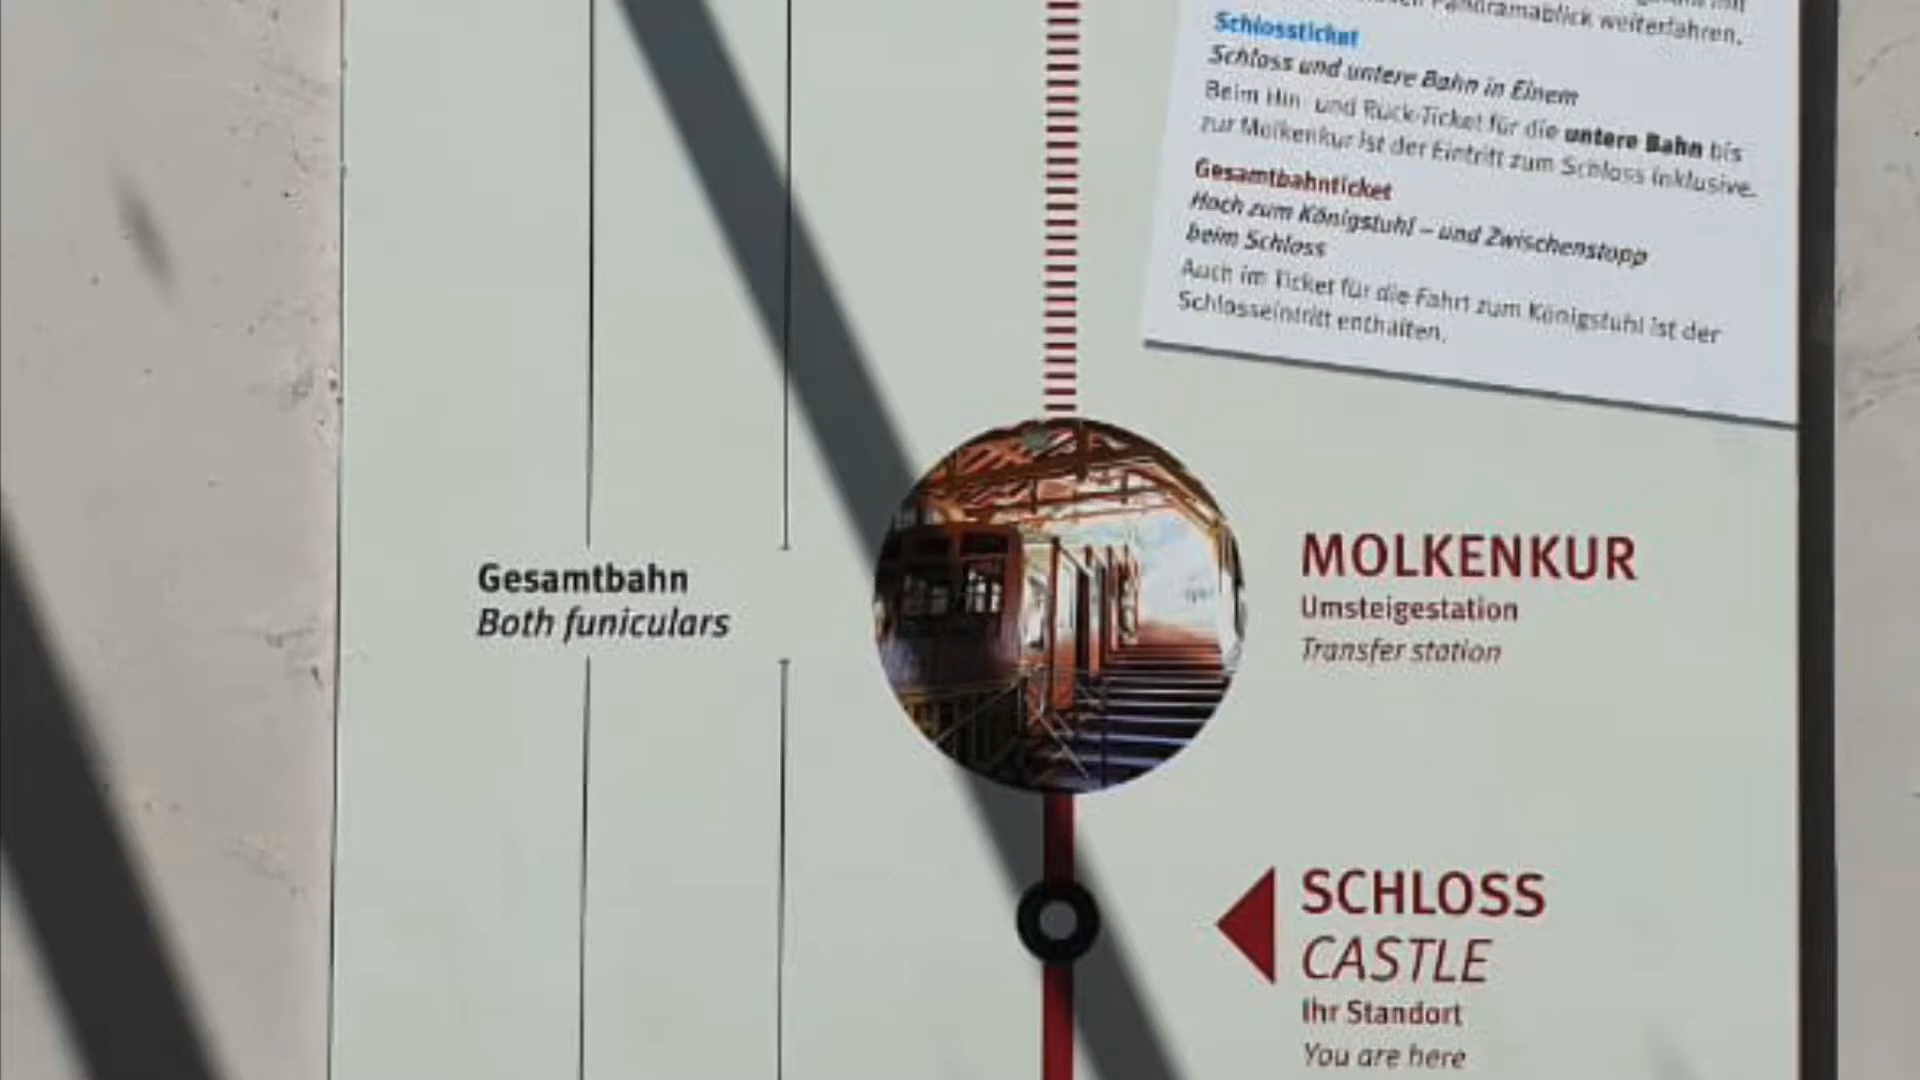 Panoramablick weiterfahren.
Schlossticket
Schloss und untere Bahn in Einem
Beim Hin- und Rück-Ticket für die untere Bahn bis
zur Molkenkur ist der Eintritt zum Schloss inklusive.
Gesamtbahnticket
Hoch zum Königstuhl – und Zwischenstopp
beim Schloss
Auch im Ticket für die Fahrt zum Königstuhl ist der
Schlosseintritt enthalten.
Gesamtbahn
Both funiculars
MOLKENKUR
Umsteigestation
Transfer station
SCHLOSS
CASTLE
Ihr Standort
You are here